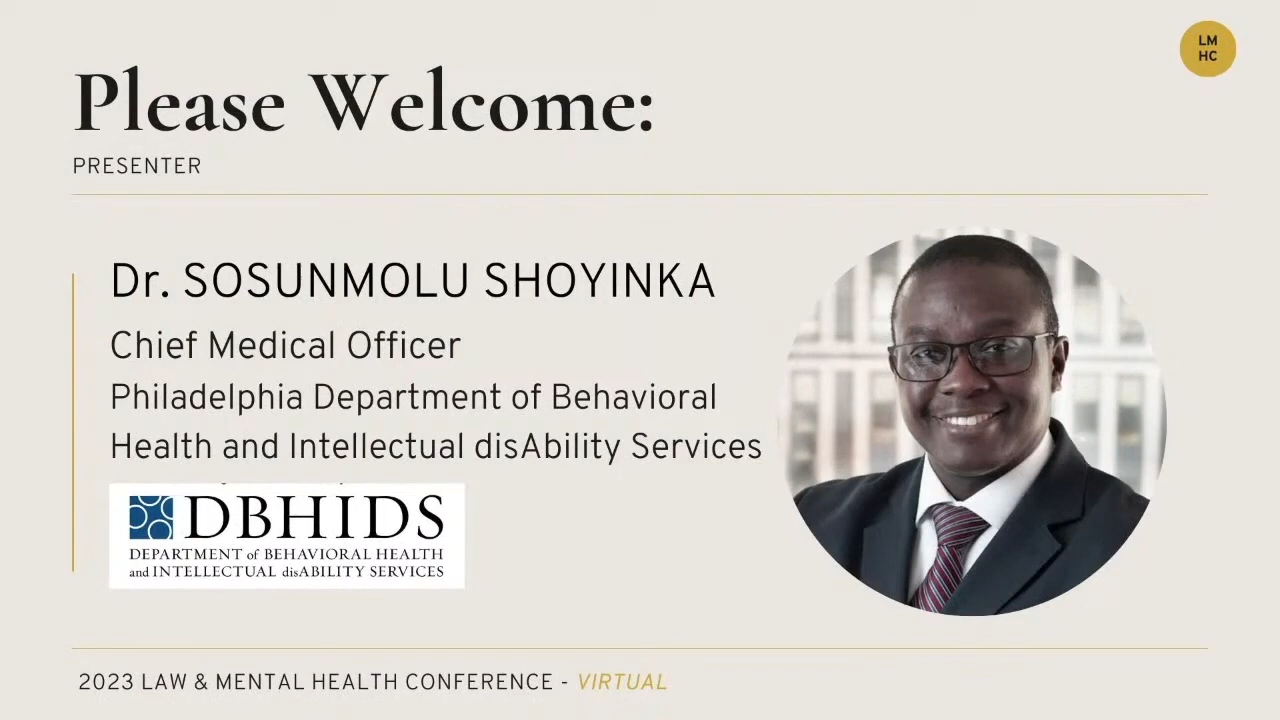 LM
HC
Please Welcome:
PRESENTER
Dr. SOSUNMOLU SHOYINKA
Chief Medical Officer
Philadelphia Department of Behavioral
Health and Intellectual disAbility Services
DBHIDS
DEPARTMENT of BEHAVIORAL HEALTH
and INTELLECTUAL disABILITY SERVICES
2023 LAW & MENTAL HEALTH CONFERENCE - VIRTUAL